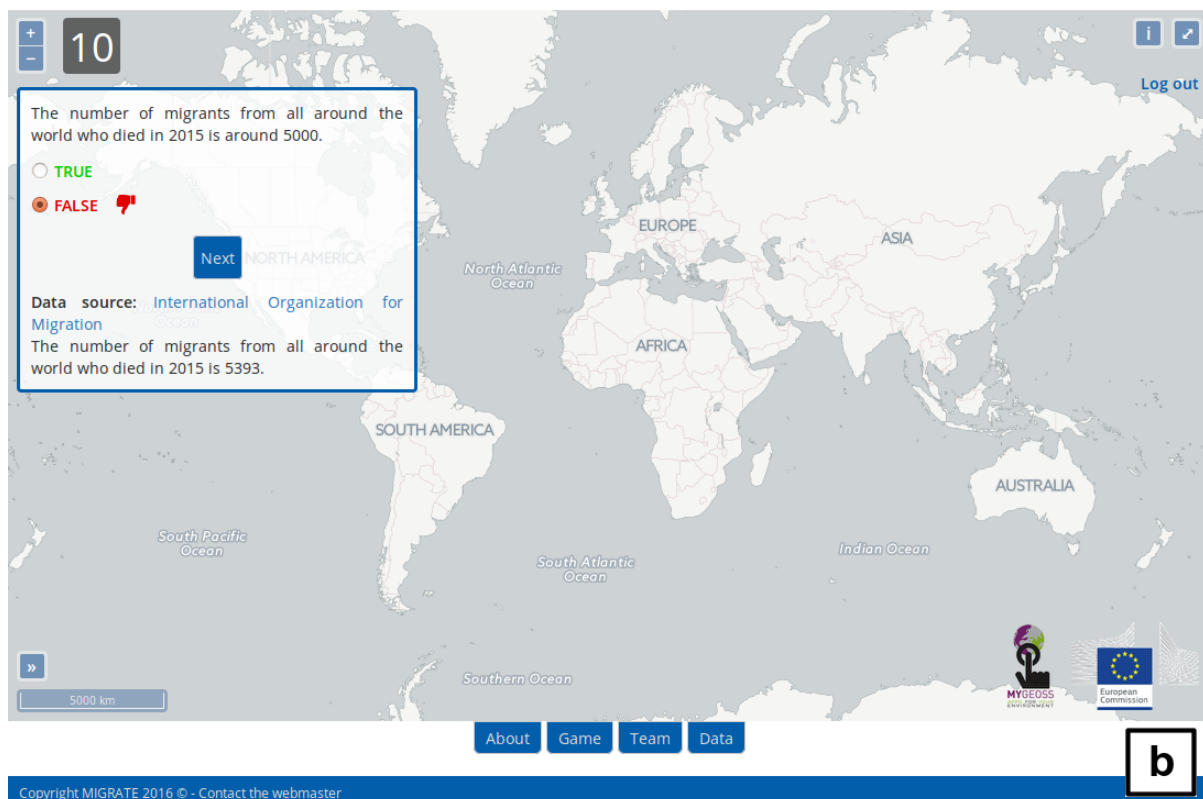 +
−
10
i
Log out
The number of migrants from all around the
world who died in 2015 is around 5000.
TRUE
FALSE
Next
NORTH AMERICA
Data source: International Organization for
Migration
The number of migrants from all around the
world who died in 2015 is 5393.
EUROPE
ASIA
North Atlantic
Ocean
AFRICA
SOUTH AMERICA
AUSTRALIA
South Pacific
Ocean
South Atlantic
Ocean
Indian Ocean
Southern Ocean
»
5000 km
MYGEOSS
APPS FOR YOUR
ENVIRONMENT
European
Commission
About
Game
Team
Data
b
Copyright MIGRATE 2016 © - Contact the webmaster